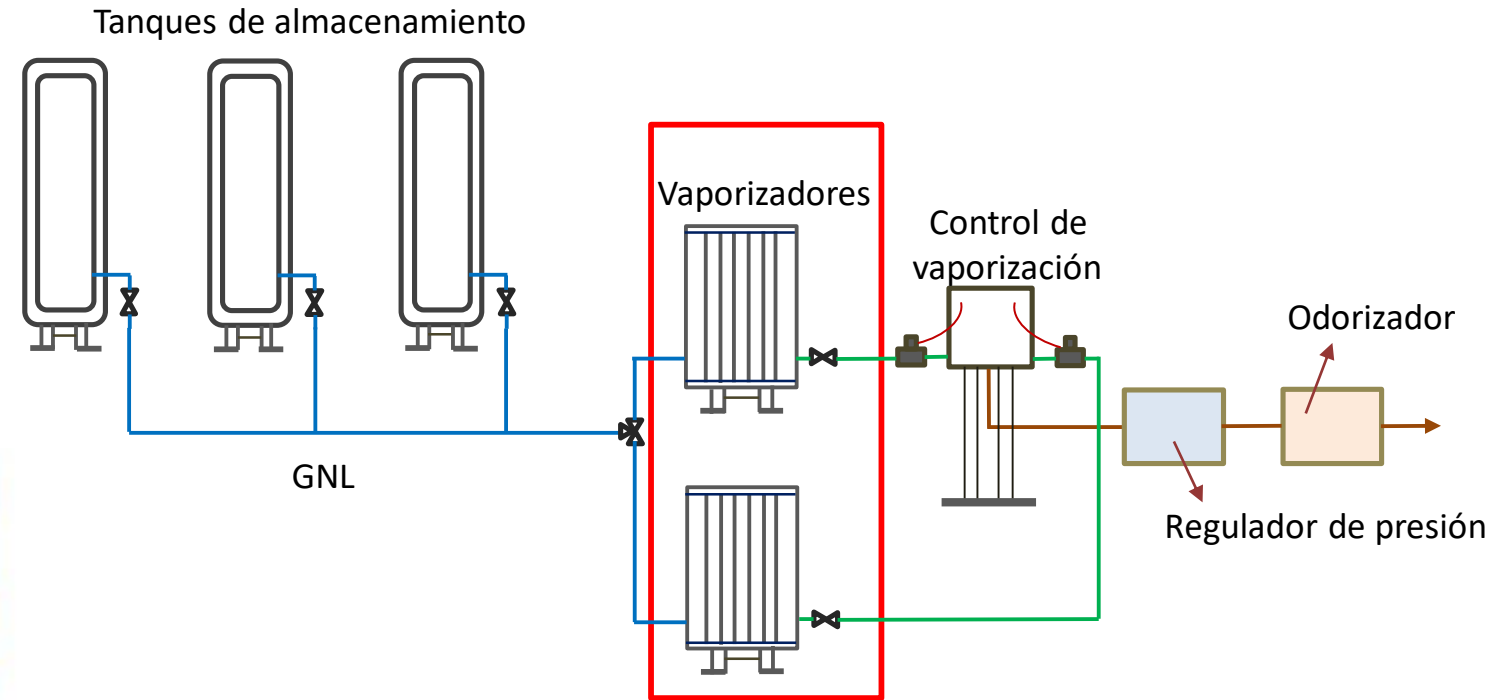 Tanques de almacenamiento
Vaporizadores
Control de
vaporización
Odorizador
GNL
Regulador de presión